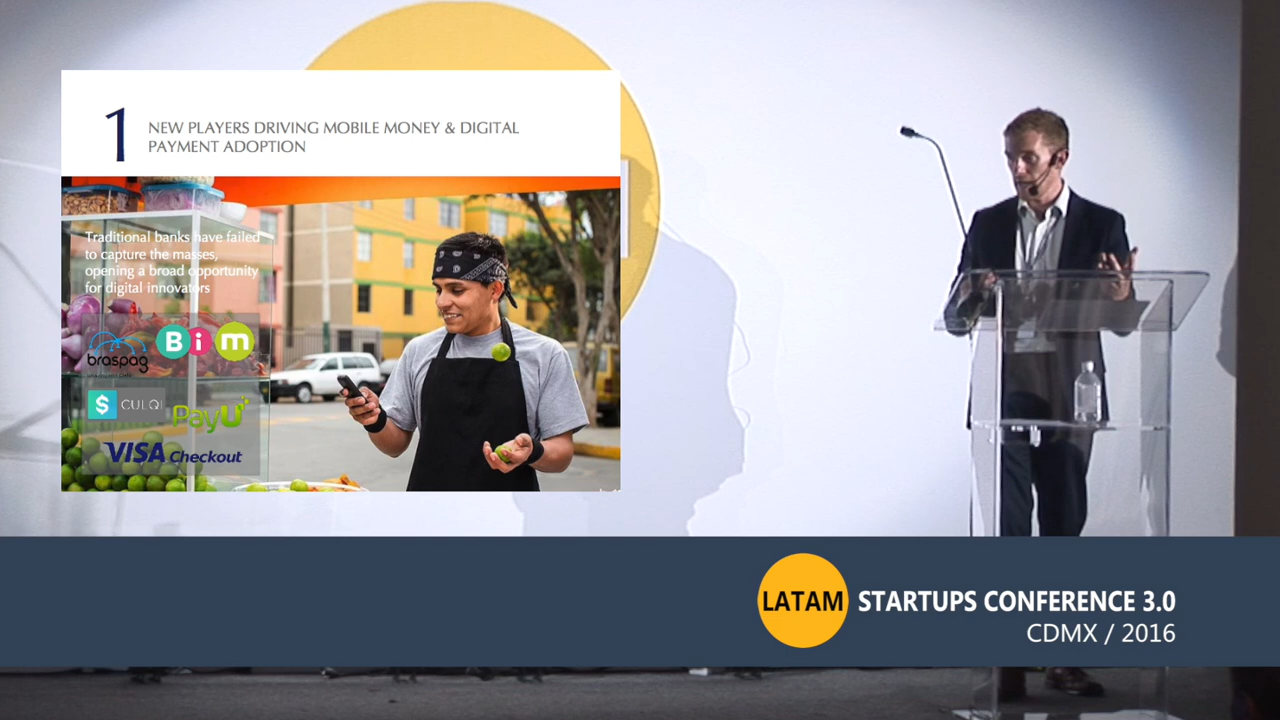 1
NEW PLAYERS DRIVING MOBILE MONEY & DIGITAL
PAYMENT ADOPTION
Traditional banks have failed
to capture the masses,
opening a broad opportunity
for digital innovators
braspag
Bim
$ CULQI
PayU
VISA Checkout
LATAM STARTUPS CONFERENCE 3.0
CDMX / 2016